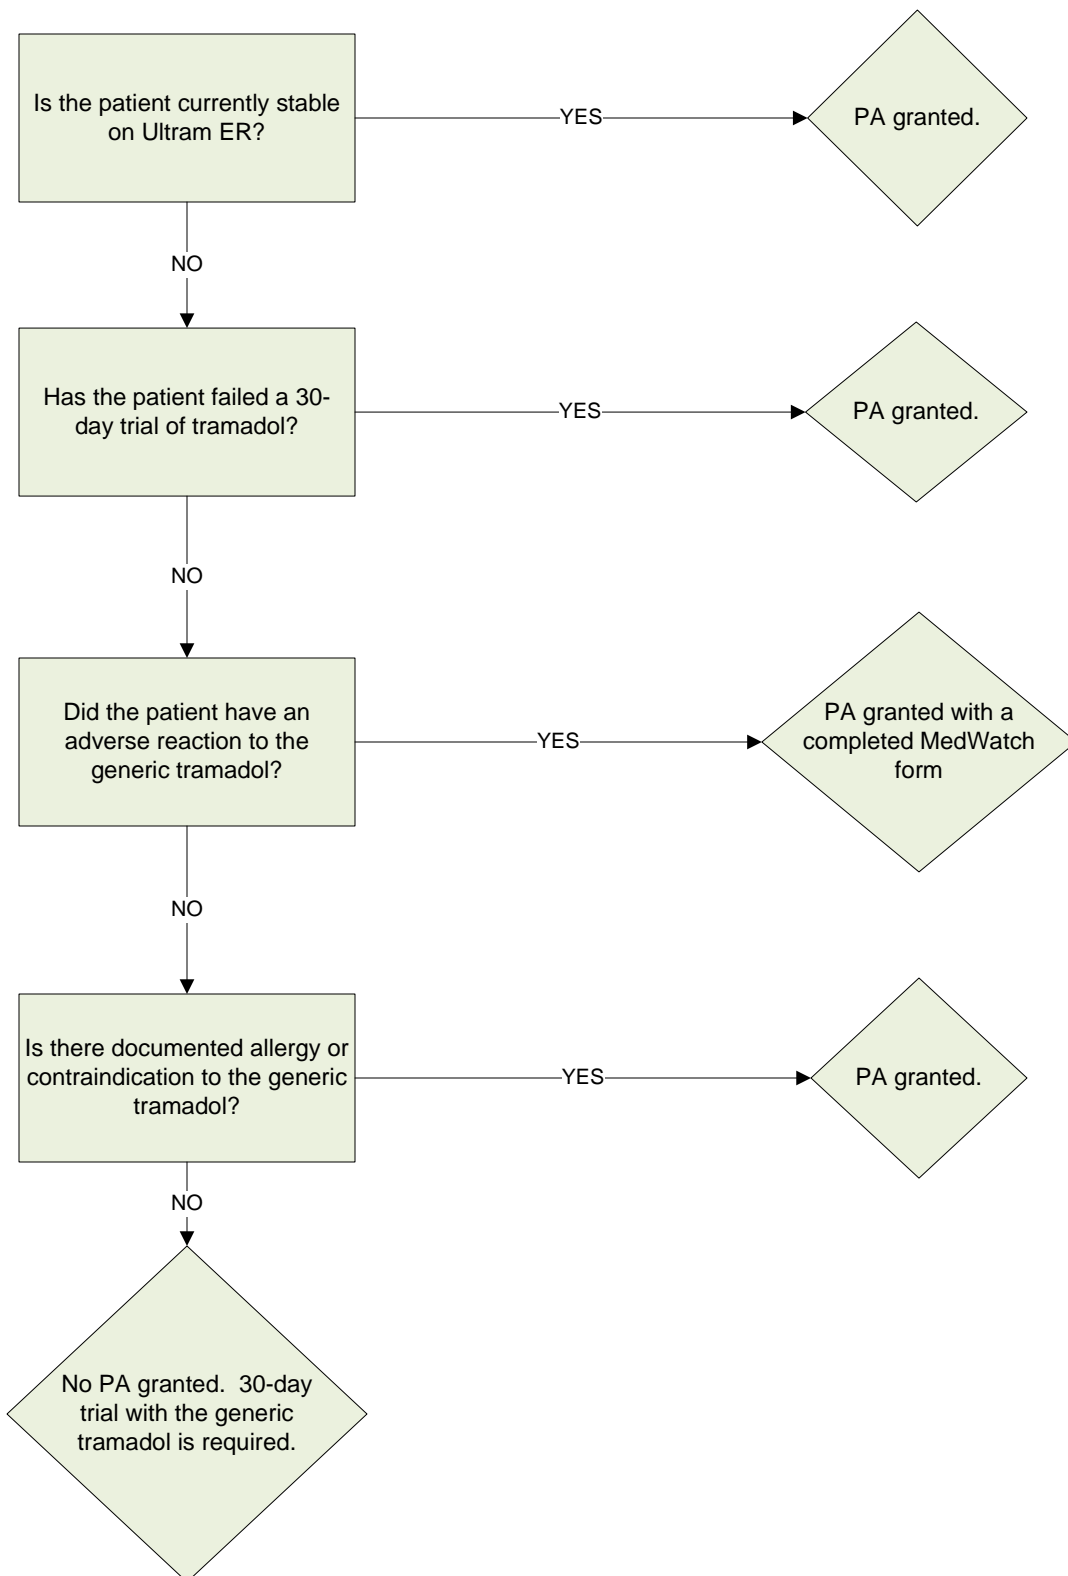 Is the patient currently stable
on Ultram ER?
YES
PA granted.
NO
Has the patient failed a 30-
day trial of tramadol?
YES
PA granted.
NO
Did the patient have an
adverse reaction to the
generic tramadol?
YES
PA granted with a
completed MedWatch
form
NO
Is there documented allergy or
contraindication to the generic
tramadol?
YES
PA granted.
NO
No PA granted.  30-day
trial with the generic
tramadol is required.